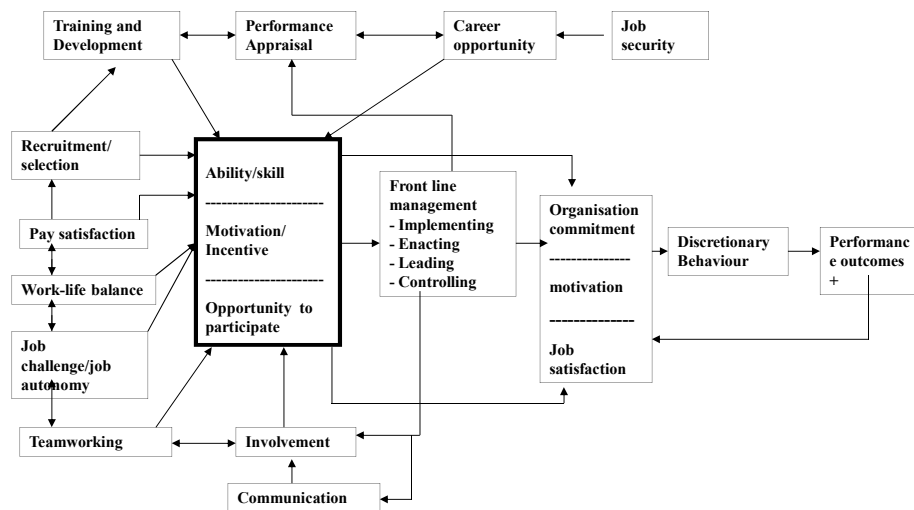 Training and
Development
Performance
Appraisal
Career
opportunity
Job
security
Recruitment/
selection
Pay satisfaction
Work-life balance
Job
challenge/job
autonomy
Teamworking
Ability/skill
----------------------
Motivation/
Incentive
----------------------
Opportunity to
participate
Involvement
Communication
Front line
management
- Implementing
- Enacting
- Leading
- Controlling
Organisation
commitment
---------------
motivation
---------------
Job
satisfaction
Discretionary
Behaviour
Performanc
e outcomes
+